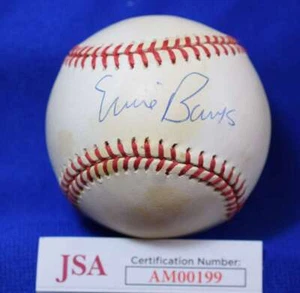 Ernie Banks
JSA
Certification Number:
AM00199